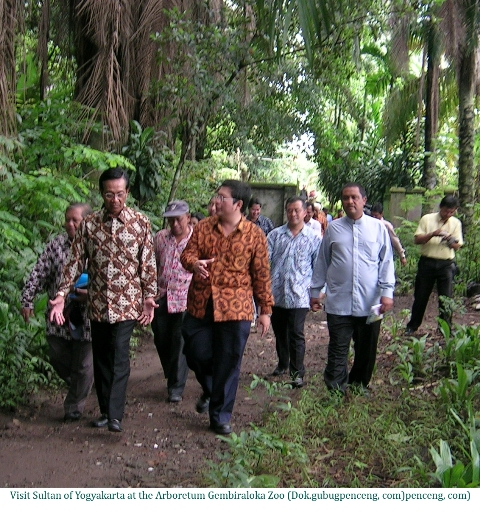 Visit Sultan of Yogyakarta at the Arboretum Gembiraloka Zoo (Dok.gubugpenceng, com)penceng. com)